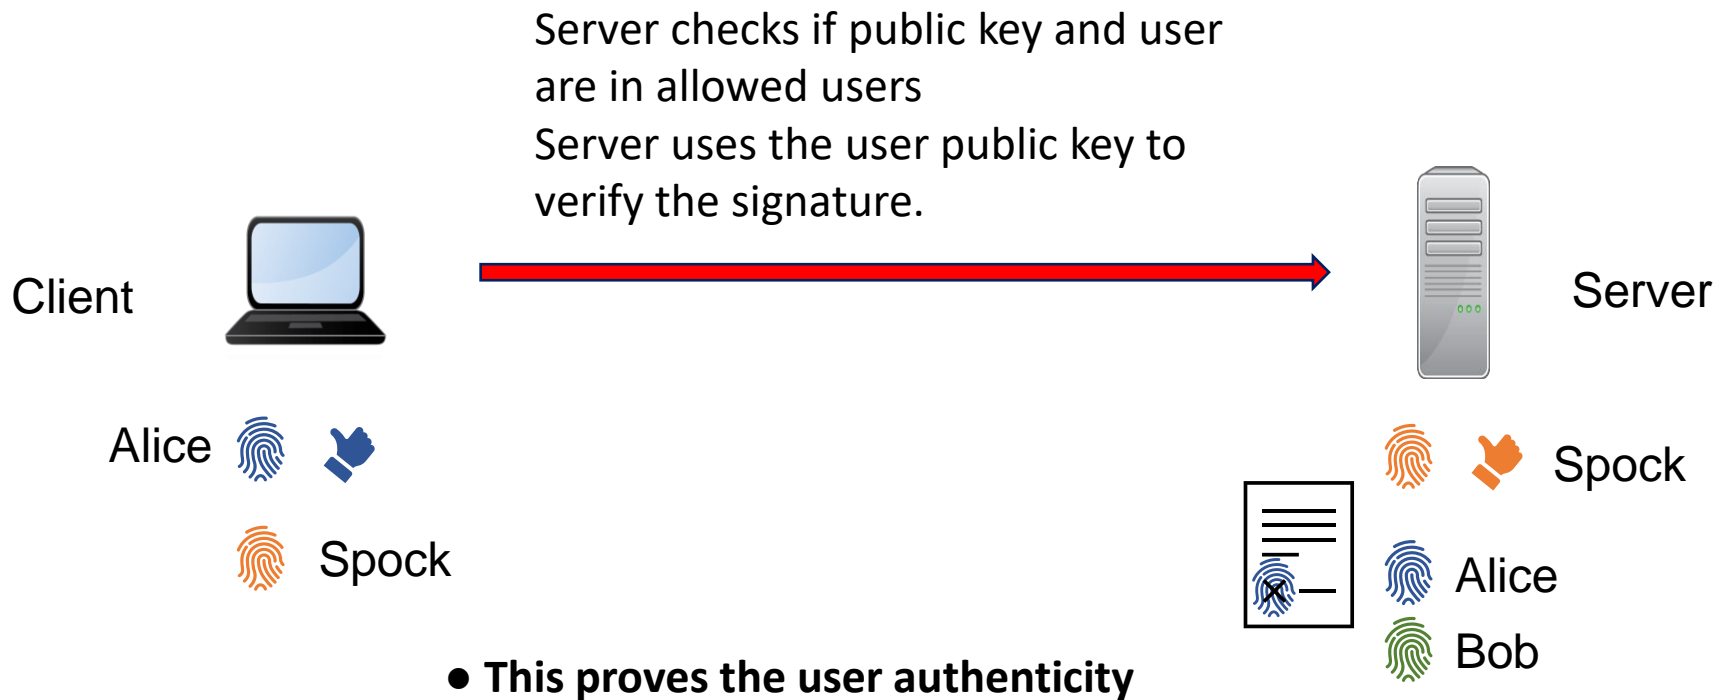 Server checks if public key and user
are in allowed users
Server uses the user public key to
verify the signature.
Client
Server
Alice
Spock
Spock
Alice
Bob
● This proves the user authenticity